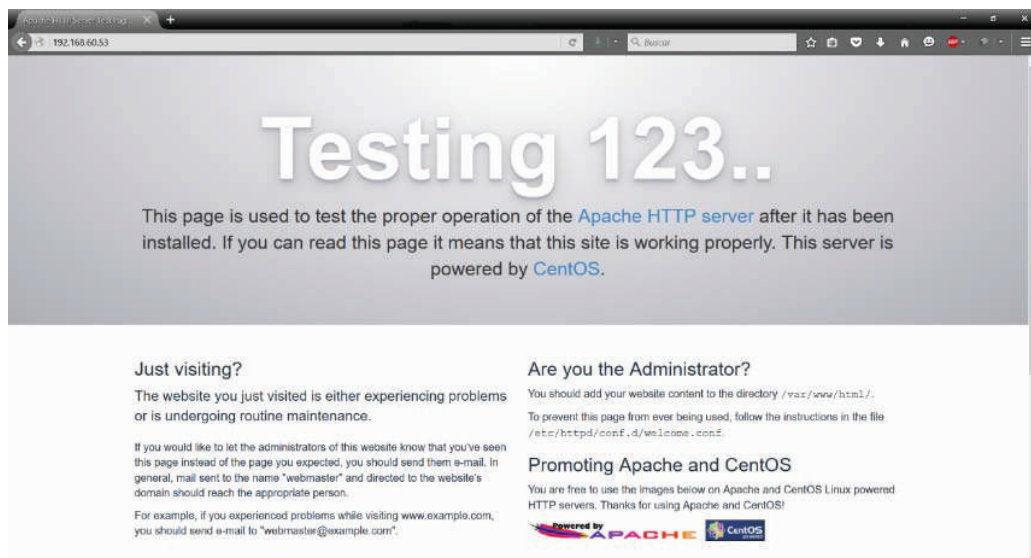 Apache HTTP Server Test Pag
192.168.60.53
Buscar
Testing 123..
This page is used to test the proper operation of the Apache HTTP server after it has been
installed. If you can read this page it means that this site is working properly. This server is
powered by CentOS.
Just visiting?
The website you just visited is either experiencing problems
or is undergoing routine maintenance.
If you would like to let the administrators of this website know that you've seen
this page instead of the page you expected, you should send them e-mail. In
general, mail sent to the name "webmaster" and directed to the website's
domain should reach the appropriate person.
For example, if you experienced problems while visiting www.example.com,
you should send e-mail to "webmaster@example.com".
Are you the Administrator?
You should add your website content to the directory /var/www/html/.
To prevent this page from ever being used, follow the instructions in the file
/etc/httpd/conf.d/welcome.conf.
Promoting Apache and CentOS
You are free to use the images below on Apache and CentOS Linux powered
HTTP servers. Thanks for using Apache and CentOS!
Powered by
APACHE
CentOS